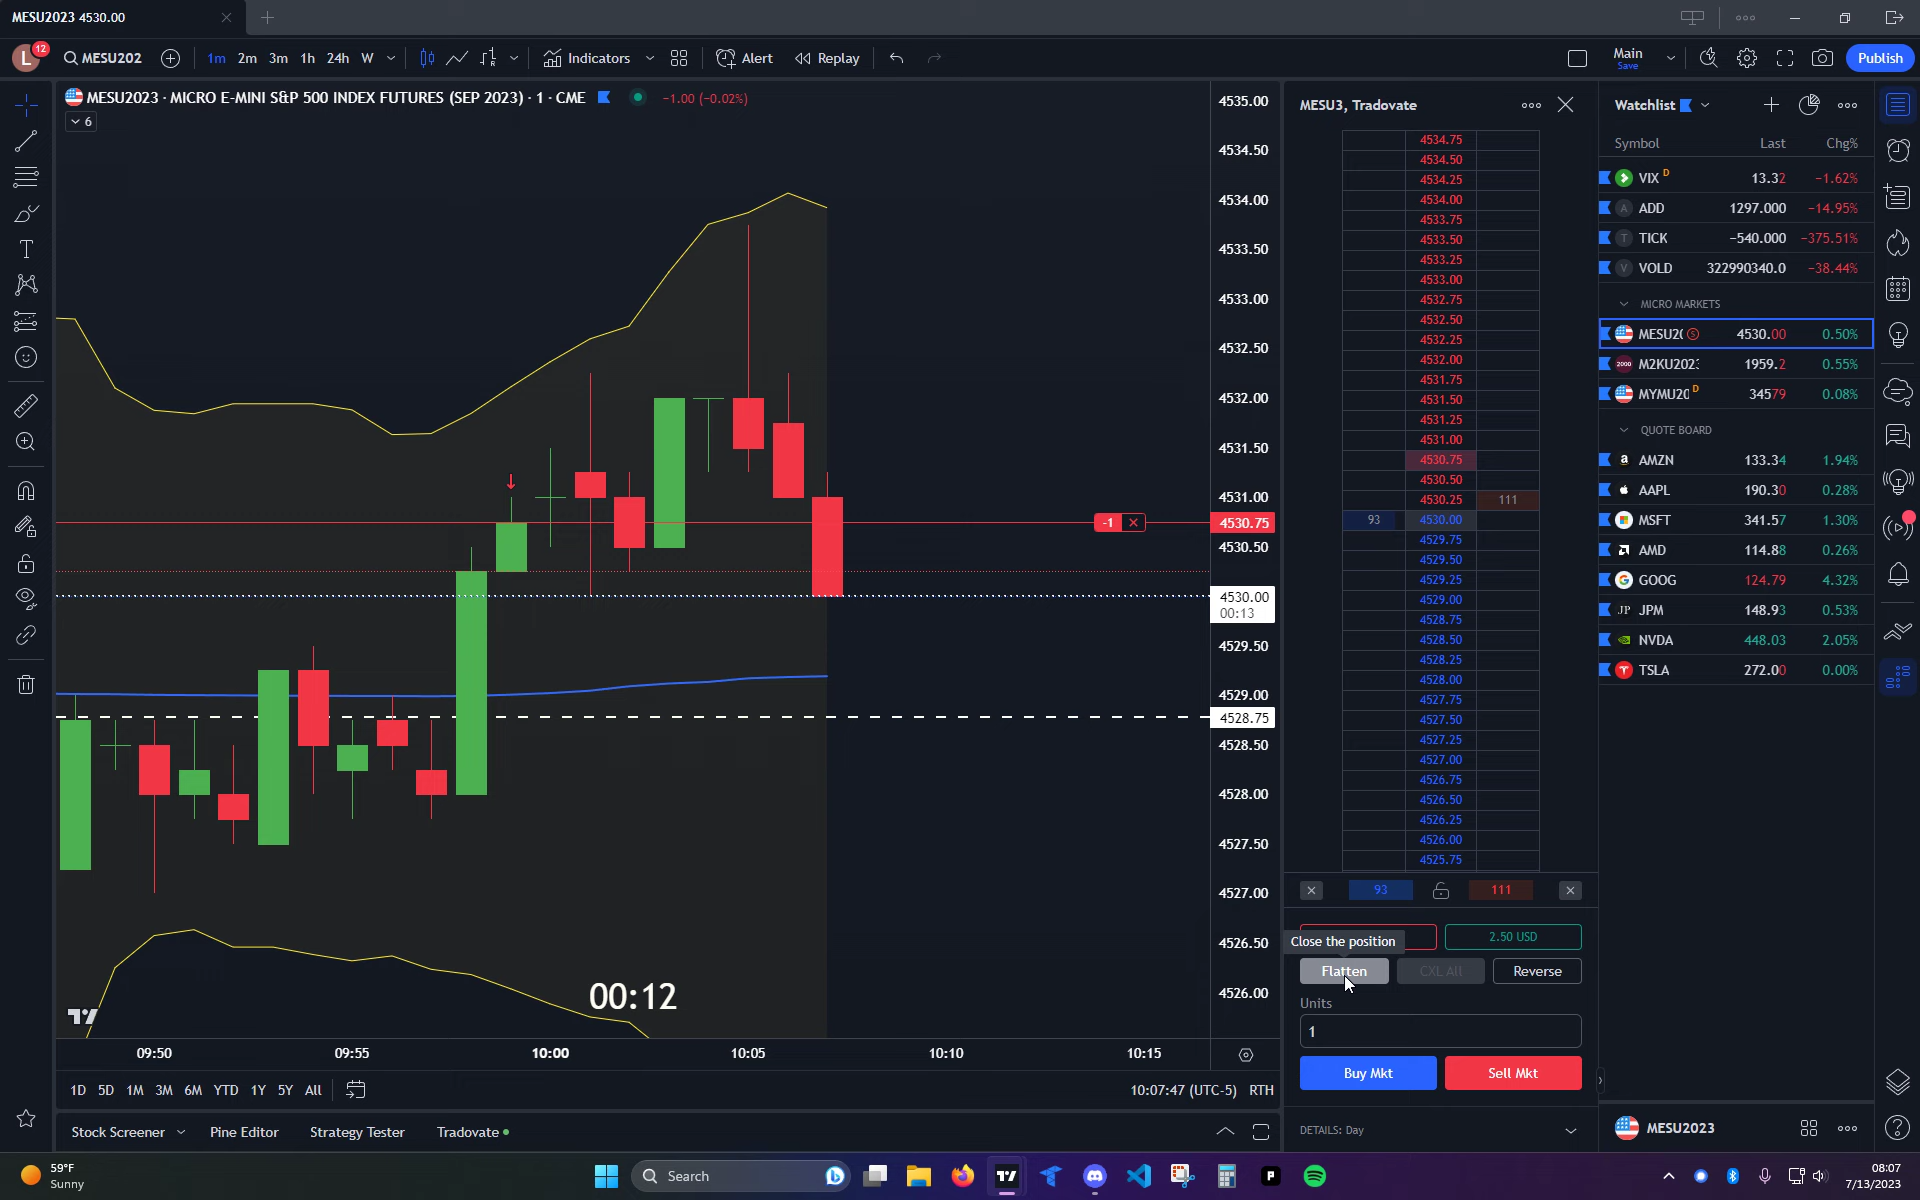 MESU2023 4530.00
L 12 MESU202 1m 2m 3m 1h 24h W Indicators Alert Replay Main Save Publish
MESU2023 · MICRO E-MINI S&P 500 INDEX FUTURES (SEP 2023) · 1 · CME -1.00 (-0.02%)
6
4535.00
4534.50
4534.00
4533.50
4533.00
4532.50
4532.00
4531.50
4531.00
-1 4530.75
4530.50
4530.00
00:13
4529.50
4529.00
4528.75
4528.50
4528.00
4527.50
4527.00
4526.50
4526.00
00:12
09:50 09:55 10:00 10:05 10:10 10:15
1D 5D 1M 3M 6M YTD 1Y 5Y All 10:07:47 (UTC-5) RTH
Stock Screener Pine Editor Strategy Tester Tradovate
MESU3, Tradovate
4534.75
4534.50
4534.25
4534.00
4533.75
4533.50
4533.25
4533.00
4532.75
4532.50
4532.25
4532.00
4531.75
4531.50
4531.25
4531.00
4530.75
4530.50
4530.25 111
93 4530.00
4529.75
4529.50
4529.25
4529.00
4528.75
4528.50
4528.25
4528.00
4527.75
4527.50
4527.25
4527.00
4526.75
4526.50
4526.25
4526.00
4525.75
93 111
Close the position 2.50 USD
Flatten CXL All Reverse
Units
1
Buy Mkt Sell Mkt
DETAILS: Day
Watchlist
Symbol Last Chg%
VIX D 13.32 -1.62%
A ADD 1297.000 -14.95%
T TICK -540.000 -375.51%
V VOLD 322990340.0 -38.44%
MICRO MARKETS
MESU20 S 4530.00 0.50%
2000 M2KU2023 1959.2 0.55%
MYMU20 D 34579 0.08%
QUOTE BOARD
a AMZN 133.34 1.94%
AAPL 190.30 0.28%
MSFT 341.57 1.30%
AMD 114.88 0.26%
G GOOG 124.79 4.32%
JP JPM 148.93 0.53%
NVDA 448.03 2.05%
TSLA 272.00 0.00%
MESU2023
59°F
Sunny
Search
08:07
7/13/2023